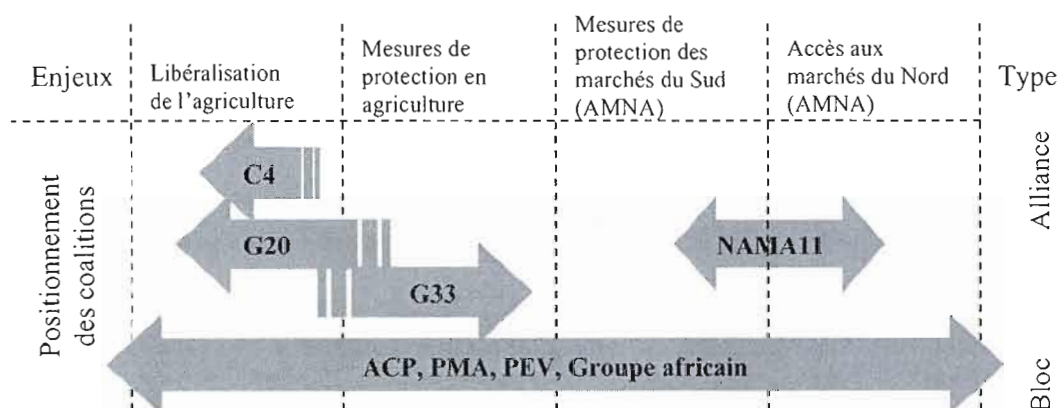 Enjeux
Libéralisation
de l'agriculture
Mesures de
protection en
agriculture
Mesures de
protection des
marchés du Sud
(AMNA)
Accès aux
marchés du Nord
(AMNA)
Type
Positionnement
des coalitions
C4
G20
G33
NAMA11
ACP, PMA, PEV, Groupe africain
Alliance
Bloc